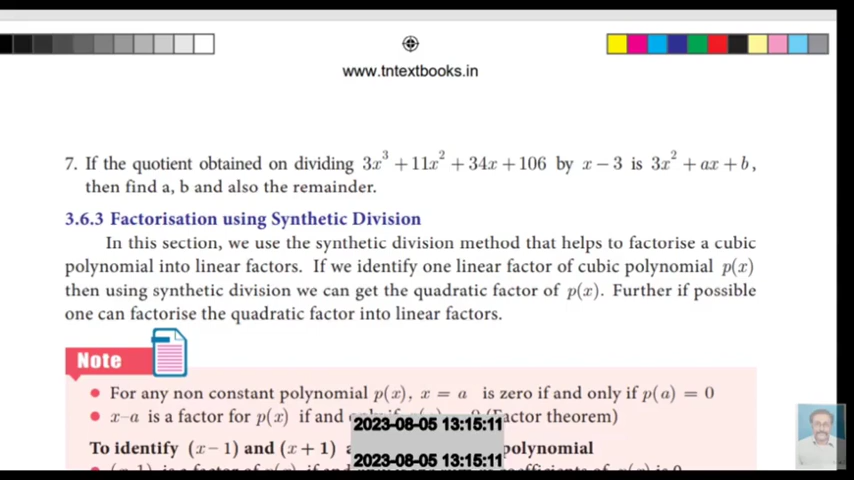 www.tntextbooks.in
7. If the quotient obtained on dividing 3x³ + 11x² + 34x + 106 by x − 3 is 3x² + ax + b,
then find a, b and also the remainder.
3.6.3 Factorisation using Synthetic Division
In this section, we use the synthetic division method that helps to factorise a cubic
polynomial into linear factors. If we identify one linear factor of cubic polynomial p(x)
then using synthetic division we can get the quadratic factor of p(x). Further if possible
one can factorise the quadratic factor into linear factors.
Note
• For any non constant polynomial p(x), x = a is zero if and only if p(a) = 0
• x–a is a factor for p(x) if and (Factor theorem)
2023-08-05 13:15:11
To identify (x − 1) and (x + 1) polynomial
2023-08-05 13:15:11